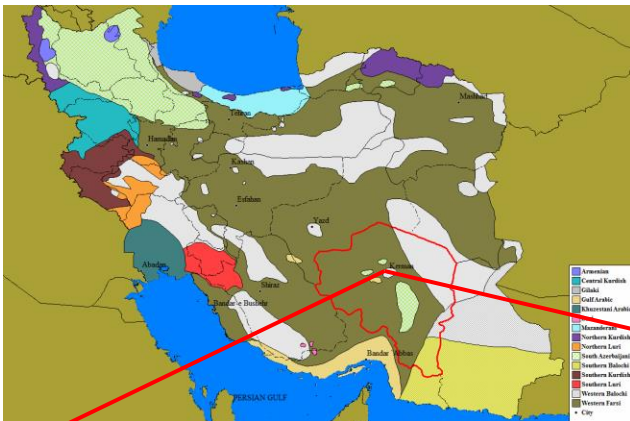 Mashhad
Tehran
Hamadan
Kashan
Esfahan
Yazd
Kerman
Abadan
Shiraz
Bandar-e Bushehr
Bandar Abbas
PERSIAN GULF
Armenian
Central Kurdish
Gilaki
Gulf Arabic
Khuzestani Arabic
Mazanderani
Northern Kurdish
Northern Luri
South Azerbaijani
Southern Balochi
Southern Kurdish
Southern Luri
Western Balochi
Western Farsi
City